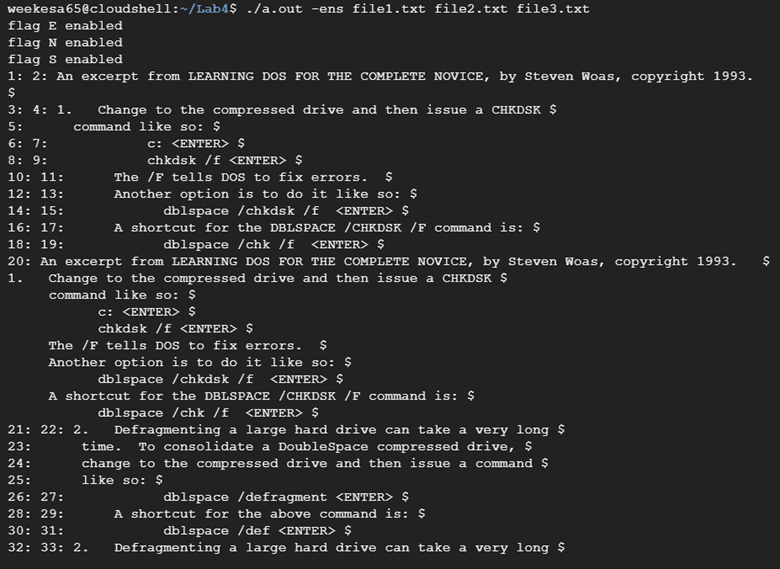 weekesa65@cloudshell:~/Lab4$ ./a.out -ens file1.txt file2.txt file3.txt
flag E enabled
flag N enabled
flag S enabled
1: 2: An excerpt from LEARNING DOS FOR THE COMPLETE NOVICE, by Steven Woas, copyright 1993.
$
3: 4: 1.   Change to the compressed drive and then issue a CHKDSK $
5:      command like so: $
6: 7:            c: <ENTER> $
8: 9:            chkdsk /f <ENTER> $
10: 11:      The /F tells DOS to fix errors.  $
12: 13:      Another option is to do it like so: $
14: 15:            dblspace /chkdsk /f  <ENTER> $
16: 17:      A shortcut for the DBLSPACE /CHKDSK /F command is: $
18: 19:            dblspace /chk /f  <ENTER> $
20: An excerpt from LEARNING DOS FOR THE COMPLETE NOVICE, by Steven Woas, copyright 1993.   $
1.   Change to the compressed drive and then issue a CHKDSK $
     command like so: $
           c: <ENTER> $
           chkdsk /f <ENTER> $
     The /F tells DOS to fix errors.  $
     Another option is to do it like so: $
           dblspace /chkdsk /f  <ENTER> $
     A shortcut for the DBLSPACE /CHKDSK /F command is: $
           dblspace /chk /f  <ENTER> $
21: 22: 2.   Defragmenting a large hard drive can take a very long $
23:      time.  To consolidate a DoubleSpace compressed drive, $
24:      change to the compressed drive and then issue a command $
25:      like so: $
26: 27:            dblspace /defragment <ENTER> $
28: 29:      A shortcut for the above command is: $
30: 31:            dblspace /def <ENTER> $
32: 33: 2.   Defragmenting a large hard drive can take a very long $